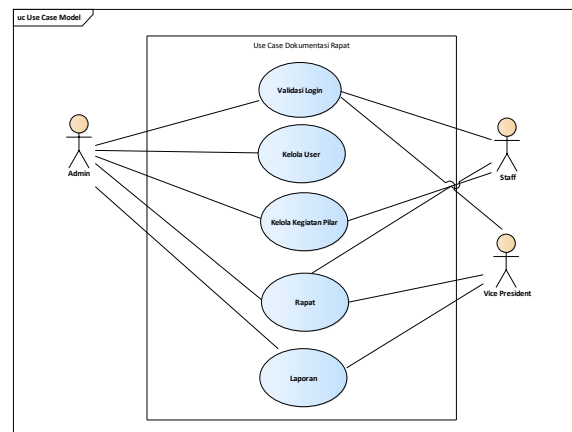 uc Use Case Model
Use Case Dokumentasi Rapat
Validasi Login
Kelola User
Kelola Kegiatan Pilar
Rapat
Laporan
Admin
Staff
Vice President